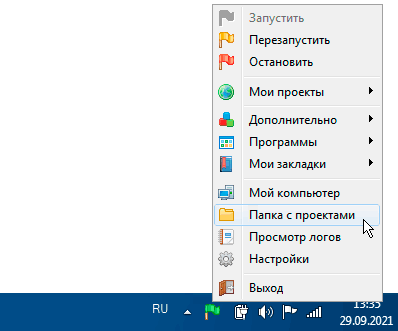 Запустить
Перезапустить
Остановить
Мои проекты
Дополнительно
Программы
Мои закладки
Мой компьютер
Папка с проектами
Просмотр логов
Настройки
Выход
RU
13:35
29.09.2021